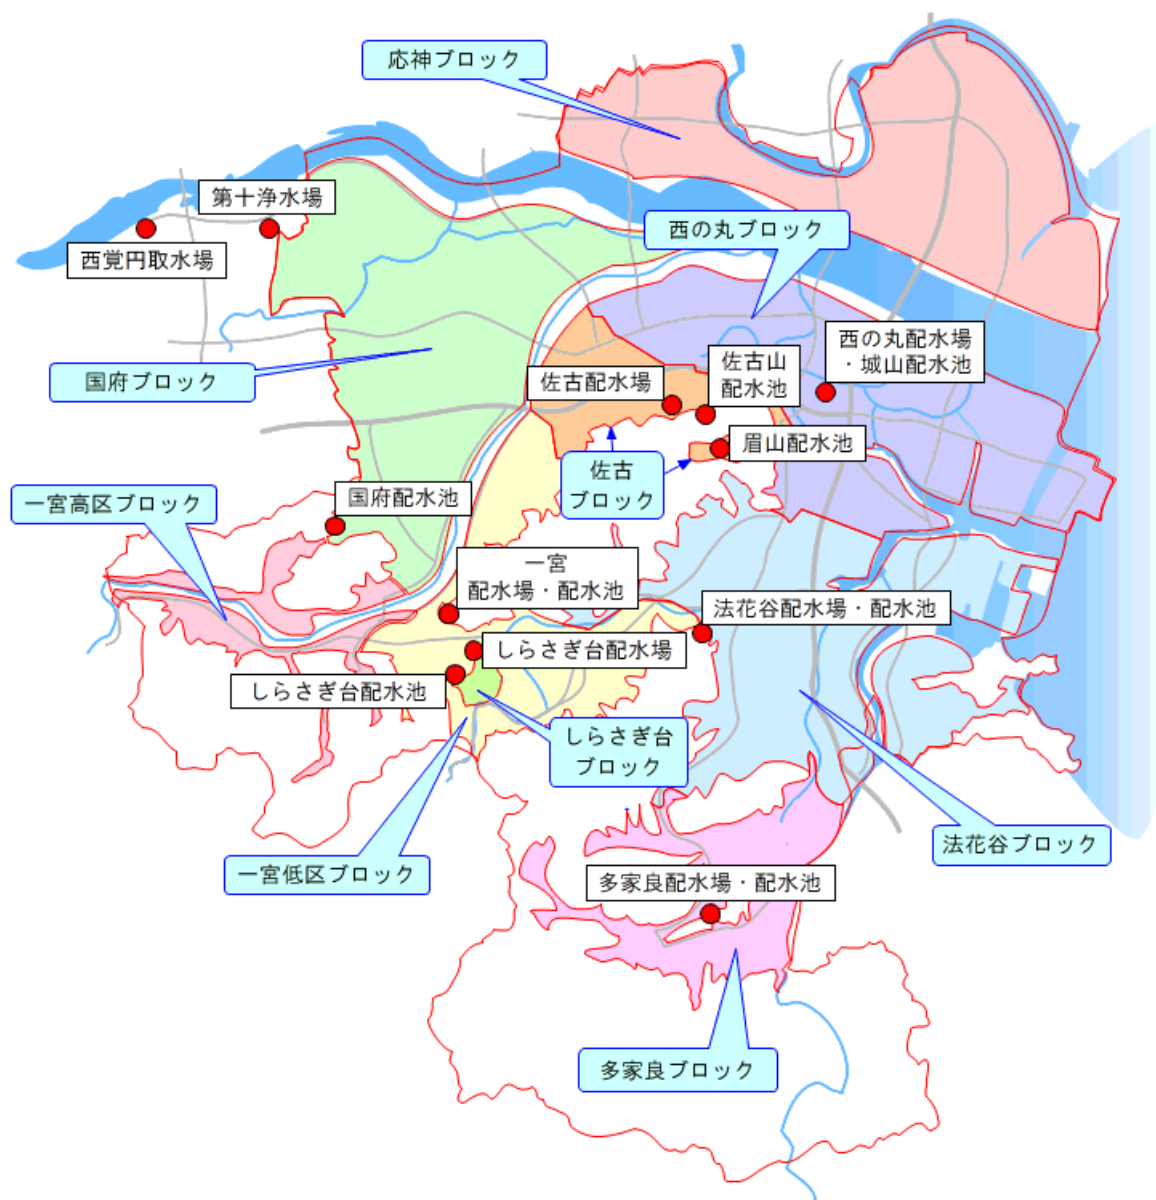 応神ブロック
第十浄水場
西の丸ブロック
西覚円取水場
西の丸配水場
・城山配水池
佐古山
配水池
国府ブロック
佐古配水場
眉山配水池
佐古
ブロック
国府配水池
一宮高区ブロック
一宮
配水場・配水池
法花谷配水場・配水池
しらさぎ台配水場
しらさぎ台配水池
しらさぎ台
ブロック
法花谷ブロック
一宮低区ブロック
多家良配水場・配水池
多家良ブロック